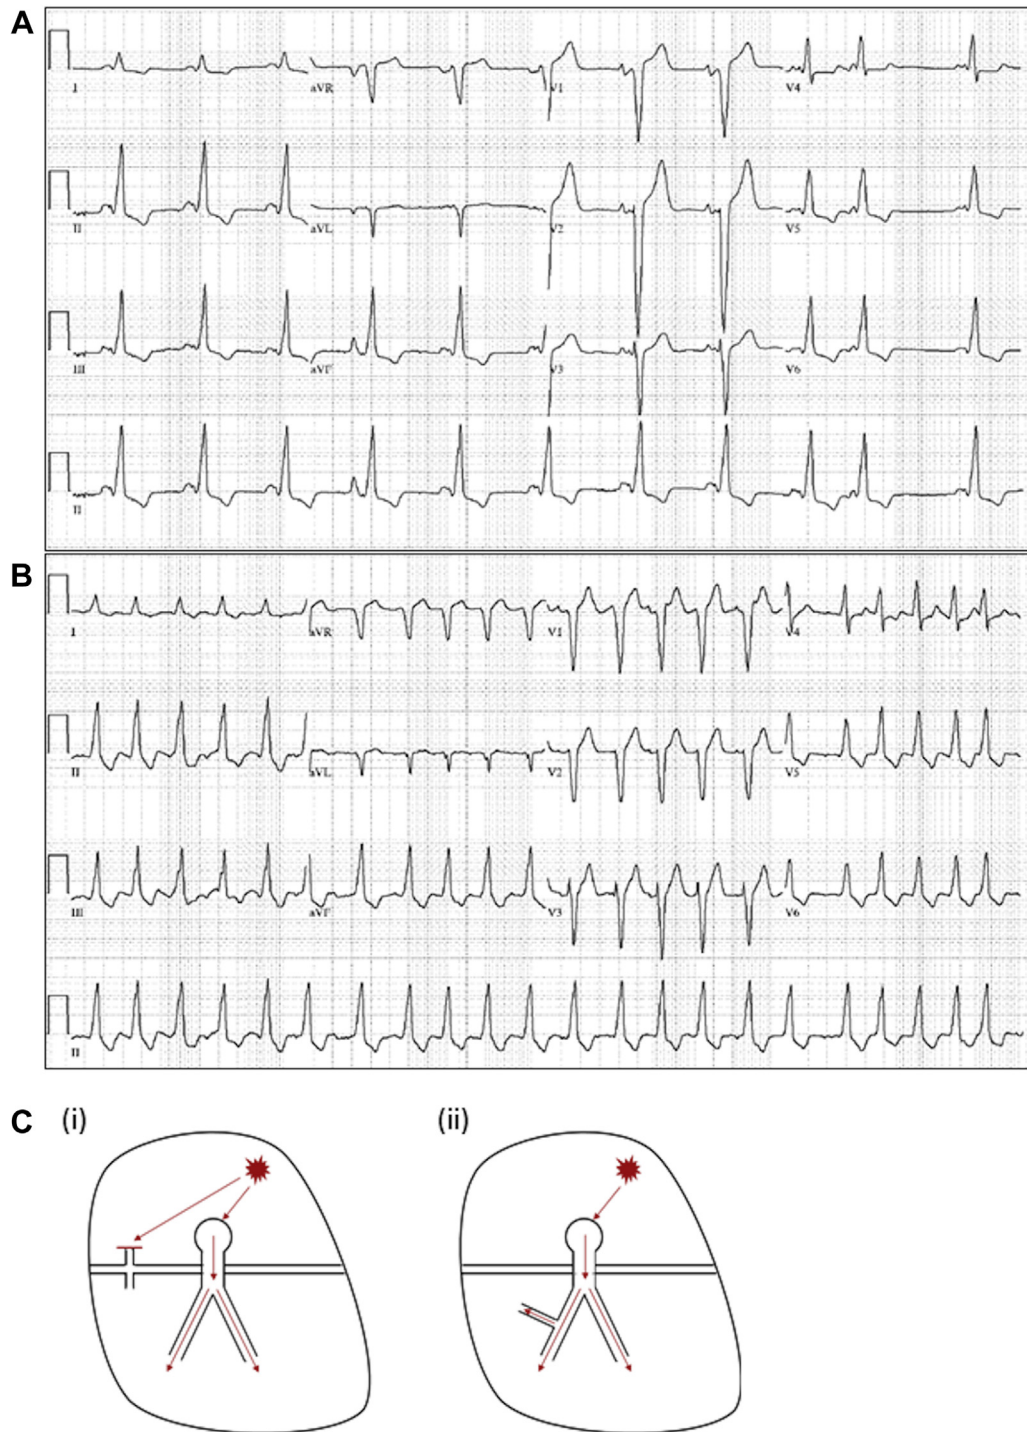 A
I aVR V1 V4
II aVL V2 V5
III aVF V3 V6
II
B
I aVR V1 V4
II aVL V2 V5
III aVF V3 V6
II
C (i) (ii)